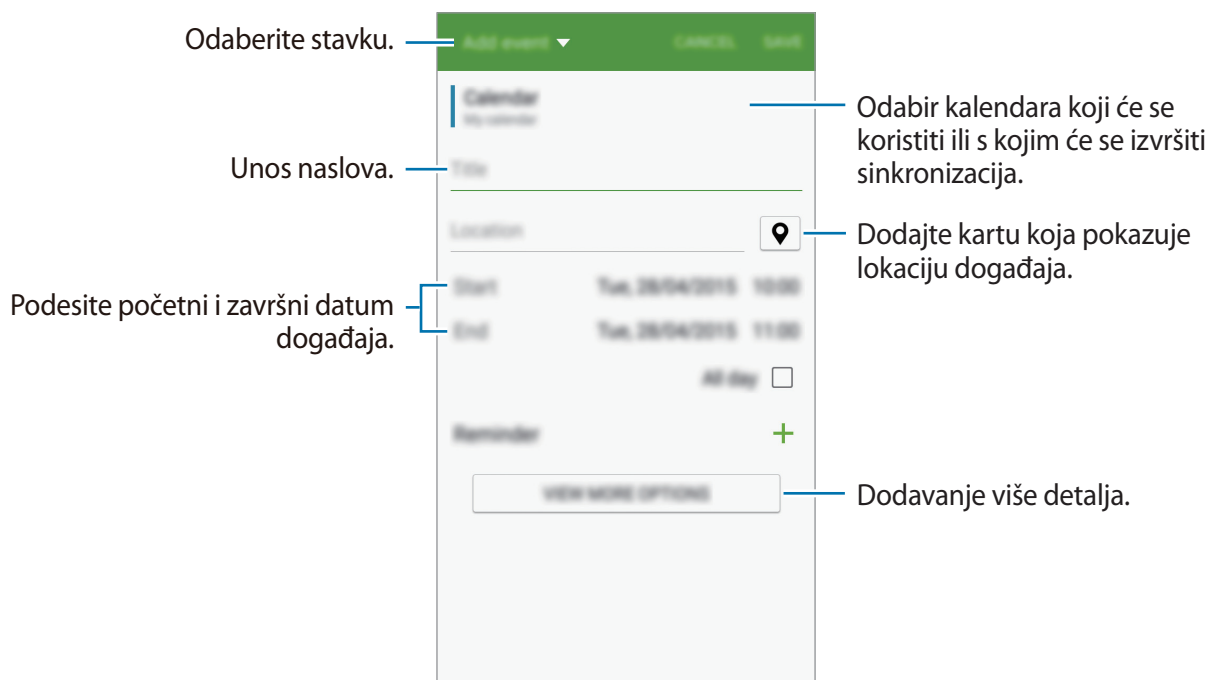 Odaberite stavku.
Add event
CANCEL
SAVE
Calendar
My calendar
Odabir kalendara koji će se
koristiti ili s kojim će se izvršiti
sinkronizacija.
Unos naslova.
Title
Location
Dodajte kartu koja pokazuje
lokaciju događaja.
Podesite početni i završni datum
događaja.
Start
Tue, 28/04/2015 10:00
End
Tue, 28/04/2015 11:00
All day
Reminder
VIEW MORE OPTIONS
Dodavanje više detalja.